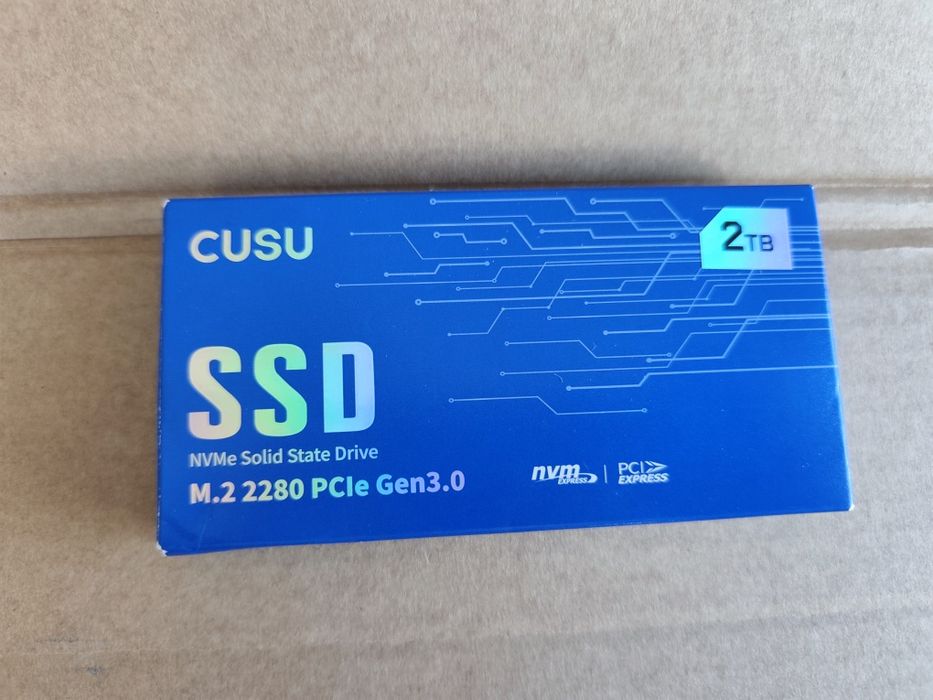 CUSU
2TB
SSD
NVMe Solid State Drive
M.2 2280 PCIe Gen3.0
nvm
EXPRESS
PCI
EXPRESS